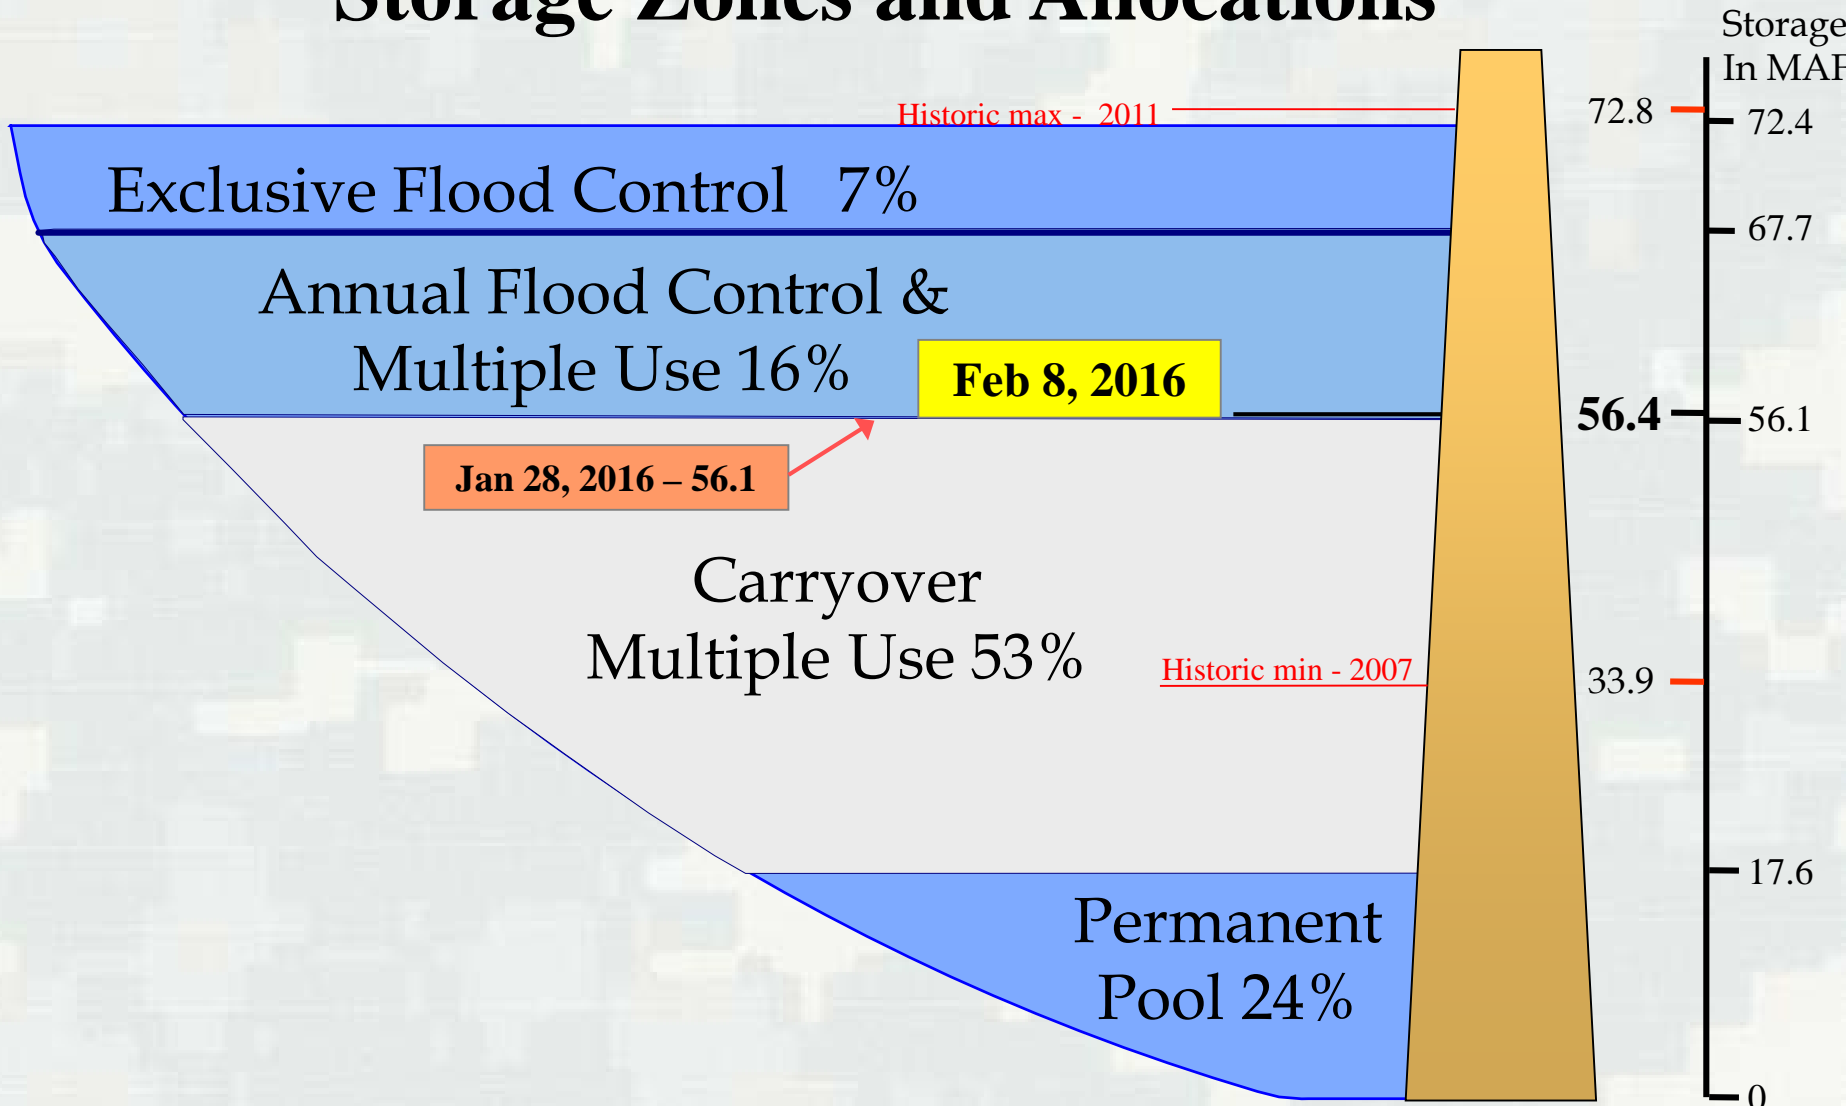 Storage Zones and Allocations
Storage
In MAF
Historic max -  2011
72.8
72.4
Exclusive Flood Control   7%
67.7
Annual Flood Control &
Multiple Use 16%
Feb 8, 2016
56.4
56.1
Jan 28, 2016 – 56.1
Carryover
Multiple Use 53%
Historic min - 2007
33.9
17.6
Permanent
Pool 24%
0